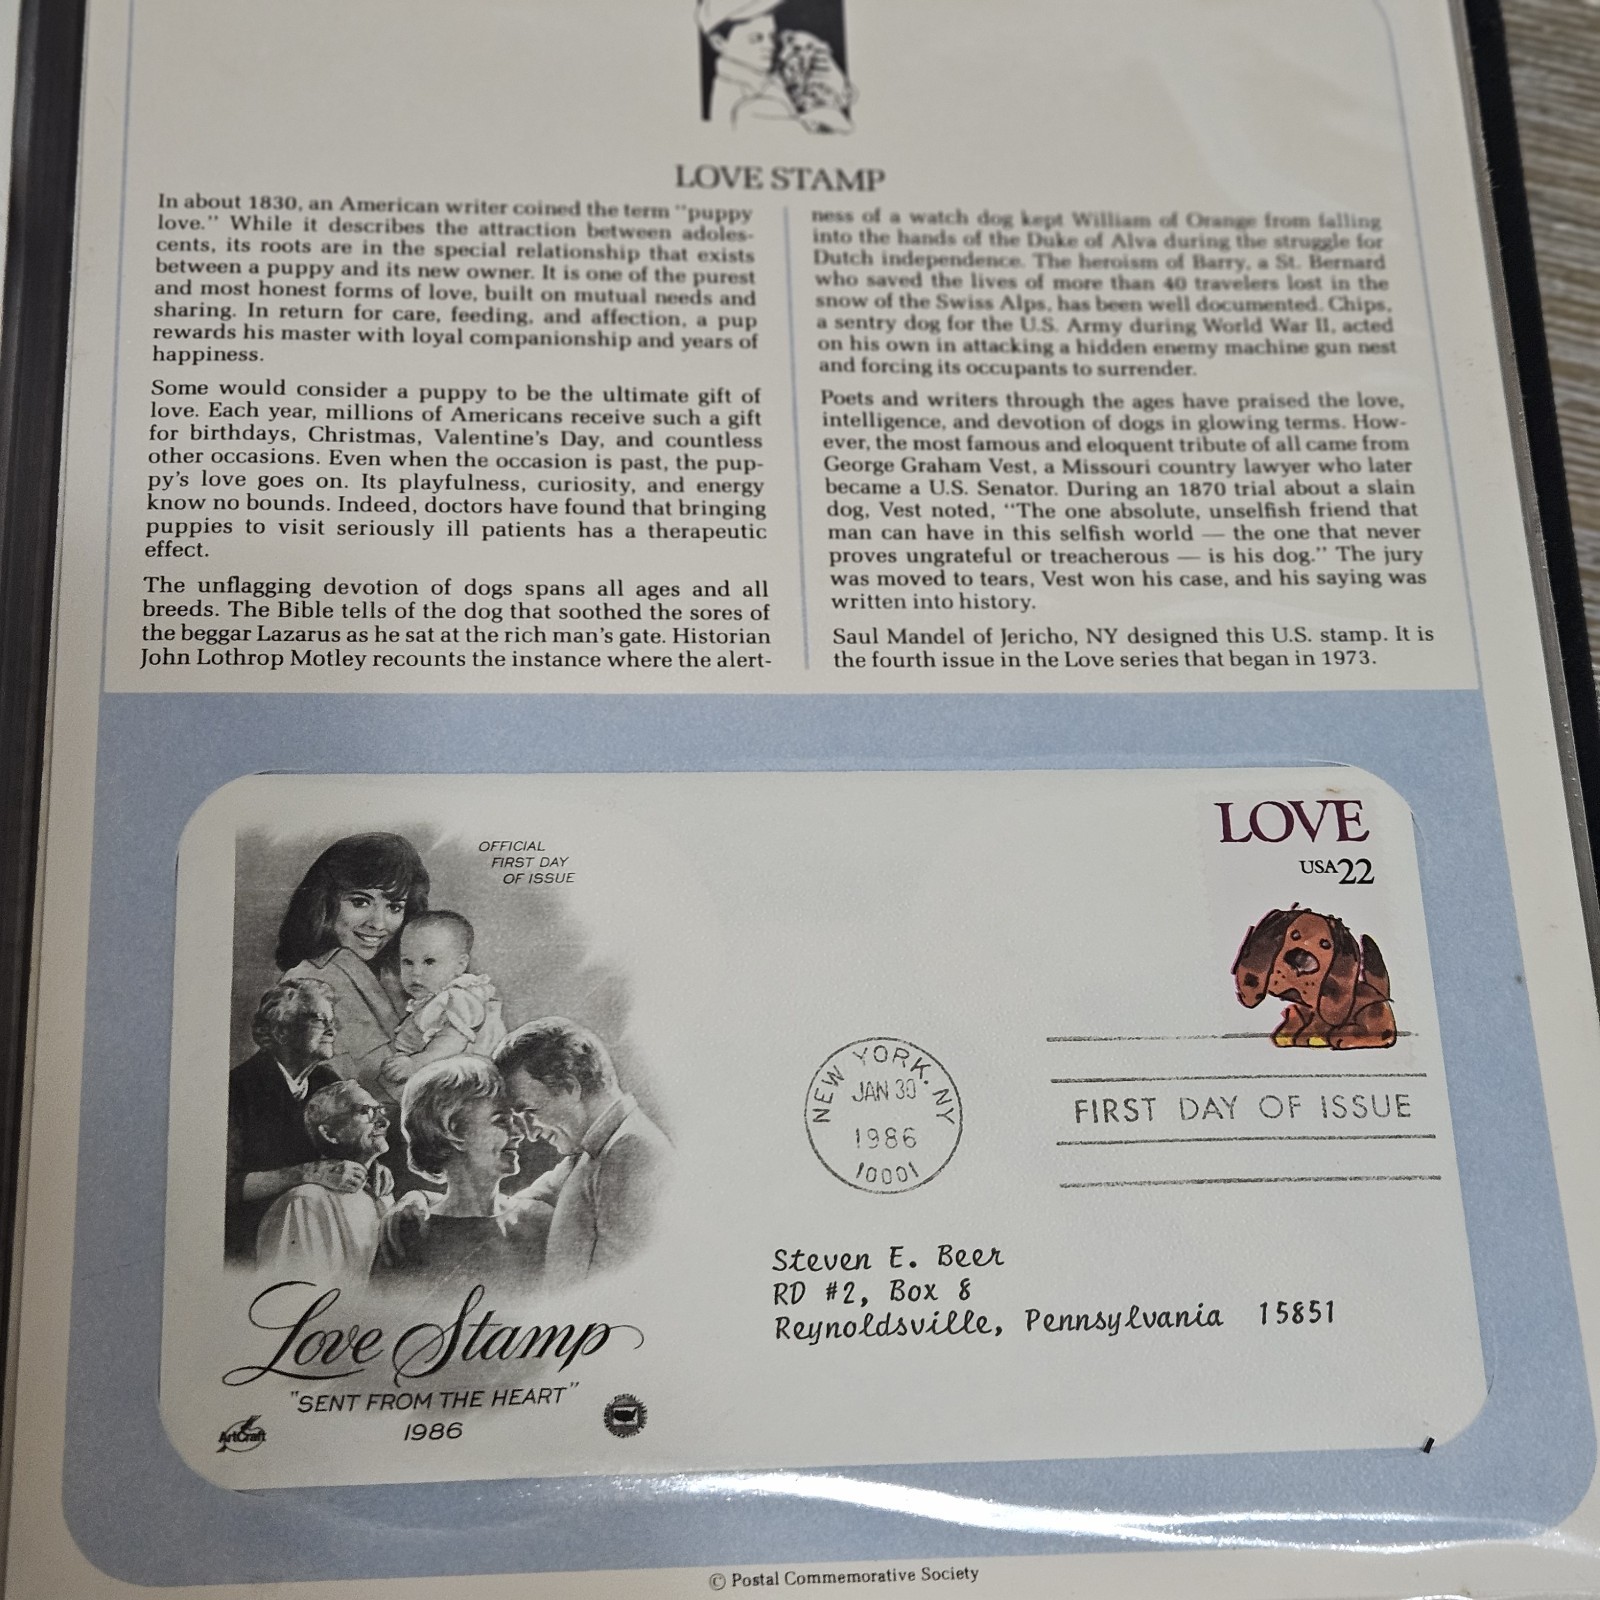 LOVE STAMP
In about 1830, an American writer coined the term "puppy
love." While it describes the attraction between adoles-
cents, its roots are in the special relationship that exists
between a puppy and its new owner. It is one of the purest
and most honest forms of love, built on mutual needs and
sharing. In return for care, feeding, and affection, a pup
rewards his master with loyal companionship and years of
happiness.
Some would consider a puppy to be the ultimate gift of
love. Each year, millions of Americans receive such a gift
for birthdays, Christmas, Valentine's Day, and countless
other occasions. Even when the occasion is past, the pup-
py's love goes on. Its playfulness, curiosity, and energy
know no bounds. Indeed, doctors have found that bringing
puppies to visit seriously ill patients has a therapeutic
effect.
The unflagging devotion of dogs spans all ages and all
breeds. The Bible tells of the dog that soothed the sores of
the beggar Lazarus as he sat at the rich man's gate. Historian
John Lothrop Motley recounts the instance where the alert-
ness of a watch dog kept William of Orange from falling
into the hands of the Duke of Alva during the struggle for
Dutch independence. The heroism of Barry, a St. Bernard
who saved the lives of more than 40 travelers lost in the
snow of the Swiss Alps, has been well documented. Chips,
a sentry dog for the U.S. Army during World War II, acted
on his own in attacking a hidden enemy machine gun nest
and forcing its occupants to surrender.
Poets and writers through the ages have praised the love,
intelligence, and devotion of dogs in glowing terms. How-
ever, the most famous and eloquent tribute of all came from
George Graham Vest, a Missouri country lawyer who later
became a U.S. Senator. During an 1870 trial about a slain
dog, Vest noted, "The one absolute, unselfish friend that
man can have in this selfish world — the one that never
proves ungrateful or treacherous — is his dog." The jury
was moved to tears, Vest won his case, and his saying was
written into history.
Saul Mandel of Jericho, NY designed this U.S. stamp. It is
the fourth issue in the Love series that began in 1973.
OFFICIAL
FIRST DAY
OF ISSUE
LOVE
USA22
NEW YORK, NY
JAN 30
1986
10001
FIRST DAY OF ISSUE
Steven E. Beer
RD #2, Box 8
Reynoldsville, Pennsylvania 15851
Love Stamp
"SENT FROM THE HEART"
1986
ArtCraft
© Postal Commemorative Society